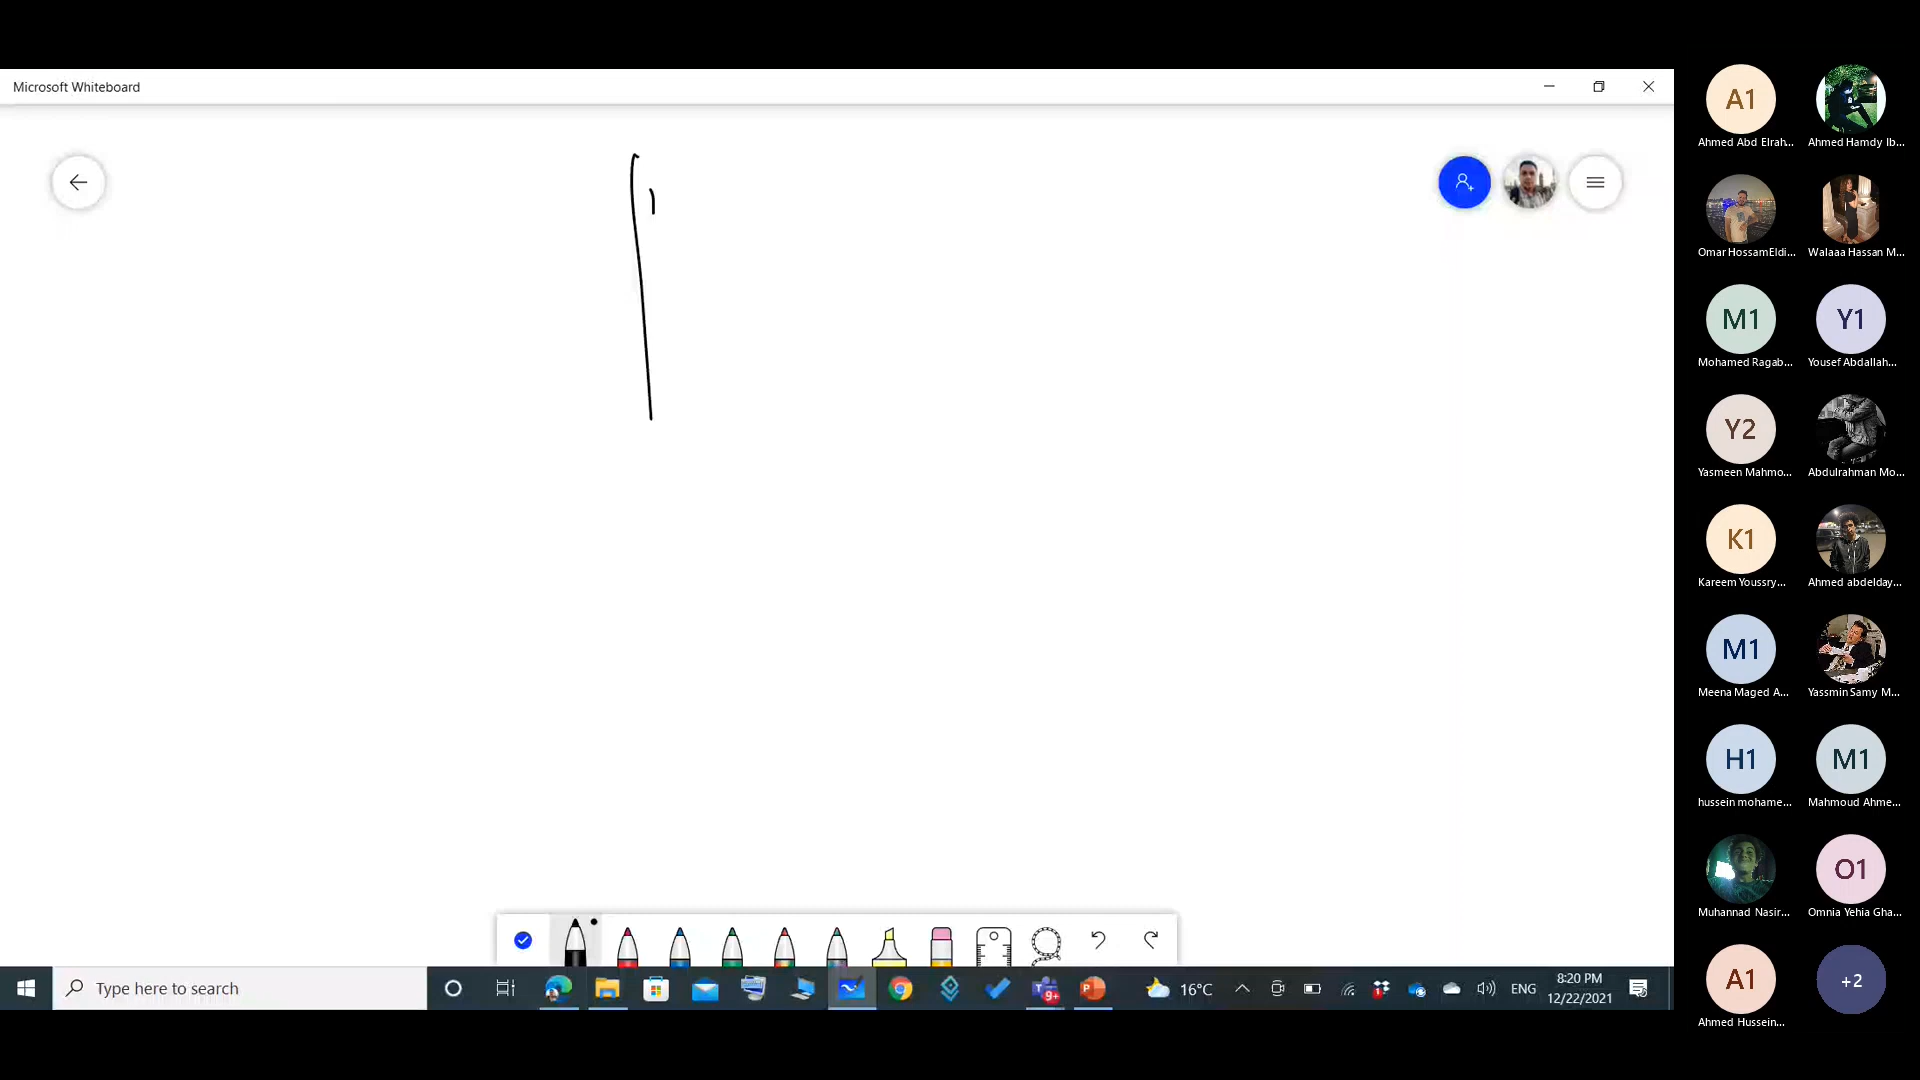 Microsoft Whiteboard
A1
Ahmed Abd Elrah...
Ahmed Hamdy Ib...
Omar HossamEldi...
Walaaa Hassan M...
M1
Y1
Mohamed Ragab...
Yousef Abdallah...
Y2
Yasmeen Mahmo...
Abdulrahman Mo...
K1
Kareem Youssry...
Ahmed abdelday...
M1
Meena Maged A...
Yassmin Samy M...
H1
M1
hussein mohame...
Mahmoud Ahme...
O1
Muhannad Nasir...
Omnia Yehia Gha...
A1
+2
Ahmed Hussein...
Type here to search
9+
16°C
ENG
8:20 PM
12/22/2021